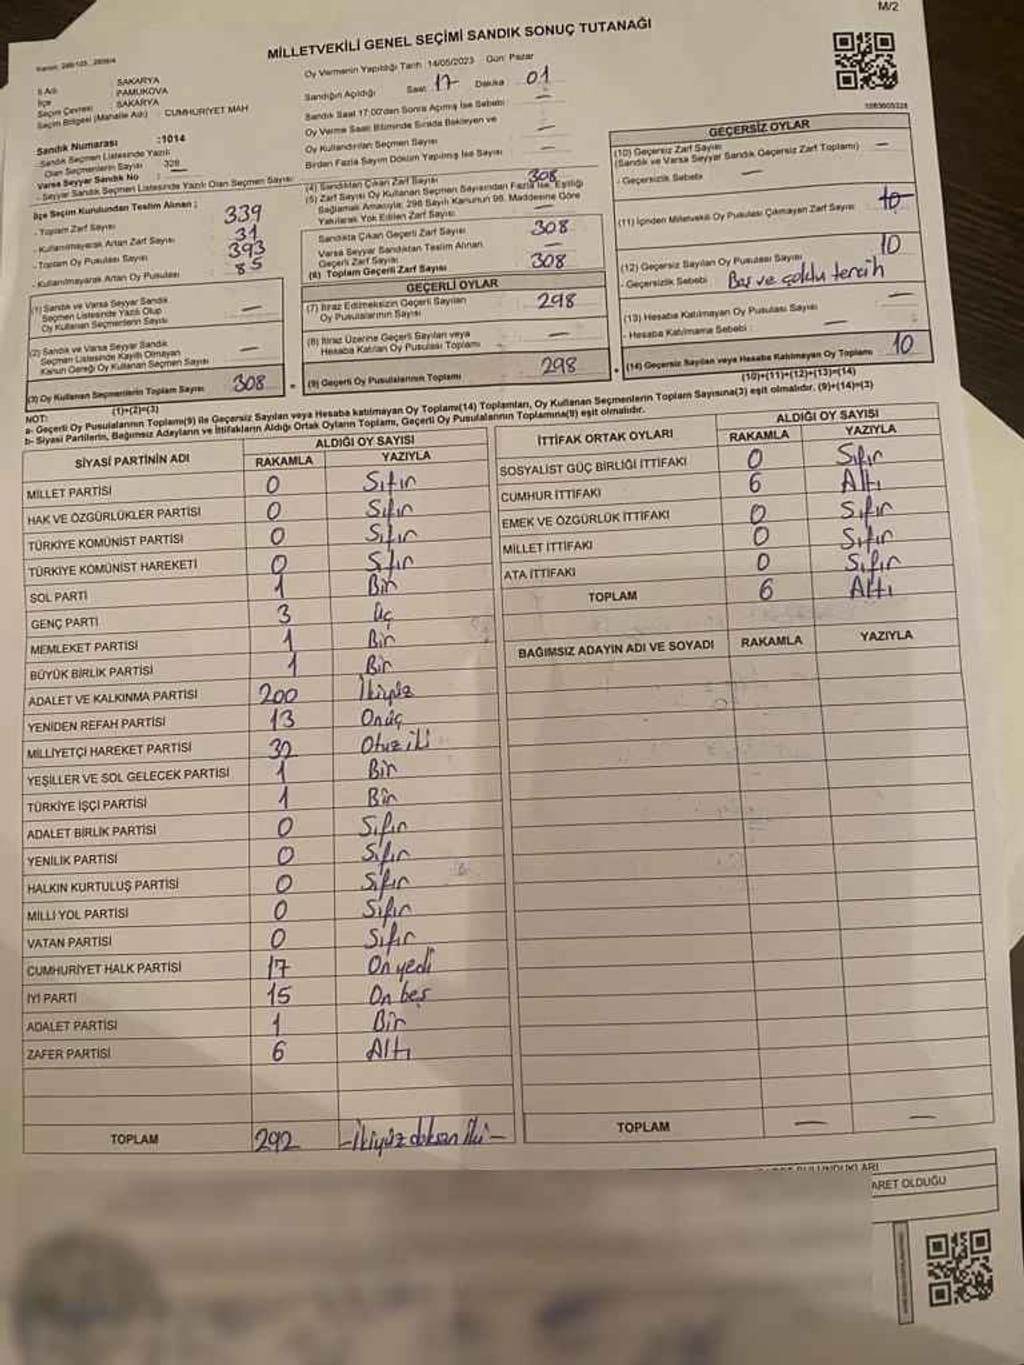 M/2
MİLLETVEKİLİ GENEL SEÇİMİ SANDIK SONUÇ TUTANAĞI
İl Adı : SAKARYA
İlçe : PAMUKOVA
Seçim Çevresi : SAKARYA
Seçim Bölgesi (Mahalle Adı) : CUMHURİYET MAH
Sandık Numarası :1014
Sandık Seçmen Listesinde Yazılı
Olan Seçmenlerin Sayısı : 328
Varsa Seyyar Sandık No : —
- Seyyar Sandık Seçmen Listesinde Yazılı Olan Seçmen Sayısı :
İlçe Seçim Kurulundan Teslim Alınan ;
- Toplam Zarf Sayısı 339
- Kullanılmayarak Artan Zarf Sayısı 31
- Toplam Oy Pusulası Sayısı 393
- Kullanılmayarak Artan Oy Pusulası 85
(1) Sandık ve Varsa Seyyar Sandık
Seçmen Listesinde Yazılı Olup
Oy Kullanan Seçmenlerin Sayısı —
(2) Sandık ve Varsa Seyyar Sandık
Seçmen Listesinde Kayıtlı Olmayan
Kanun Gereği Oy Kullanan Seçmen Sayısı —
(3) Oy Kullanan Seçmenlerin Toplam Sayısı 308
(1)+(2)=(3)
Oy Vermenin Yapıldığı Tarih :14/05/2023 Gün: Pazar
Sandığın Açıldığı Saat: 17 Dakika : 01
Sandık Saat 17:00'den Sonra Açılmış İse Sebebi : —
Oy Verme Saati Bitiminde Sırada Bekleyen ve
Oy Kullandırılan Seçmen Sayısı : —
Birden Fazla Sayım Döküm Yapılmış İse Sayısı : —
(4) Sandıktan Çıkan Zarf Sayısı 308
(5) Zarf Sayısı Oy Kullanan Seçmen Sayısından Fazla İse, Eşitliği
Sağlamak Amacıyla; 298 Sayılı Kanunun 98. Maddesine Göre
Yakılarak Yok Edilen Zarf Sayısı —
Sandıkta Çıkan Geçerli Zarf Sayısı 308
Varsa Seyyar Sandıktan Teslim Alınan
Geçerli Zarf Sayısı —
(6) Toplam Geçerli Zarf Sayısı 308
GEÇERLİ OYLAR
(7) İtiraz Edilmeksizin Geçerli Sayılan
Oy Pusulalarının Sayısı 298
(8) İtiraz Üzerine Geçerli Sayılan veya
Hesaba Katılan Oy Pusulası Toplamı —
(9) Geçerli Oy Pusulalarının Toplamı 298
GEÇERSİZ OYLAR
(10) Geçersiz Zarf Sayısı
(Sandık ve Varsa Seyyar Sandık Geçersiz Zarf Toplamı) —
- Geçersizlik Sebebi : —
(11) İçinden Milletvekili Oy Pusulası Çıkmayan Zarf Sayısı 10
(12) Geçersiz Sayılan Oy Pusulası Sayısı 10
- Geçersizlik Sebebi : Boş ve çoklu tercih
(13) Hesaba Katılmayan Oy Pusulası Sayısı —
- Hesaba Katılmama Sebebi : —
(14) Geçersiz Sayılan veya Hesaba Katılmayan Oy Toplamı 10
(10)+(11)+(12)+(13)=(14)
NOT:
a- Geçerli Oy Pusulalarının Toplamı(9) ile Geçersiz Sayılan veya Hesaba katılmayan Oy Toplamı(14) Toplamları, Oy Kullanan Seçmenlerin Toplam Sayısına(3) eşit olmalıdır. (9)+(14)=(3)
b- Siyasi Partilerin, Bağımsız Adayların ve İttifakların Aldığı Ortak Oyların Toplamı, Geçerli Oy Pusulalarının Toplamına(9) eşit olmalıdır.
SİYASİ PARTİNİN ADI ALDIĞI OY SAYISI
RAKAMLA YAZIYLA
MİLLET PARTİSİ 0 Sıfır
HAK VE ÖZGÜRLÜKLER PARTİSİ 0 Sıfır
TÜRKİYE KOMÜNİST PARTİSİ 0 Sıfır
TÜRKİYE KOMÜNİST HAREKETİ 0 Sıfır
SOL PARTİ 1 Bir
GENÇ PARTİ 3 Üç
MEMLEKET PARTİSİ 1 Bir
BÜYÜK BİRLİK PARTİSİ 1 Bir
ADALET VE KALKINMA PARTİSİ 200 İkiyüz
YENİDEN REFAH PARTİSİ 13 Onüç
MİLLİYETÇİ HAREKET PARTİSİ 32 Otuz iki
YEŞİLLER VE SOL GELECEK PARTİSİ 1 Bir
TÜRKİYE İŞÇİ PARTİSİ 1 Bir
ADALET BİRLİK PARTİSİ 0 Sıfır
YENİLİK PARTİSİ 0 Sıfır
HALKIN KURTULUŞ PARTİSİ 0 Sıfır
MİLLİ YOL PARTİSİ 0 Sıfır
VATAN PARTİSİ 0 Sıfır
CUMHURİYET HALK PARTİSİ 17 Onyedi
İYİ PARTİ 15 On beş
ADALET PARTİSİ 1 Bir
ZAFER PARTİSİ 6 Altı
TOPLAM 292 -İkiyüz doksan iki-
İTTİFAK ORTAK OYLARI ALDIĞI OY SAYISI
RAKAMLA YAZIYLA
SOSYALİST GÜÇ BİRLİĞİ İTTİFAKI 0 Sıfır
CUMHUR İTTİFAKI 6 Altı
EMEK VE ÖZGÜRLÜK İTTİFAKI 0 Sıfır
MİLLET İTTİFAKI 0 Sıfır
ATA İTTİFAKI 0 Sıfır
TOPLAM 6 Altı
BAĞIMSIZ ADAYIN ADI VE SOYADI RAKAMLA YAZIYLA
TOPLAM — —
ARET OLDUĞU